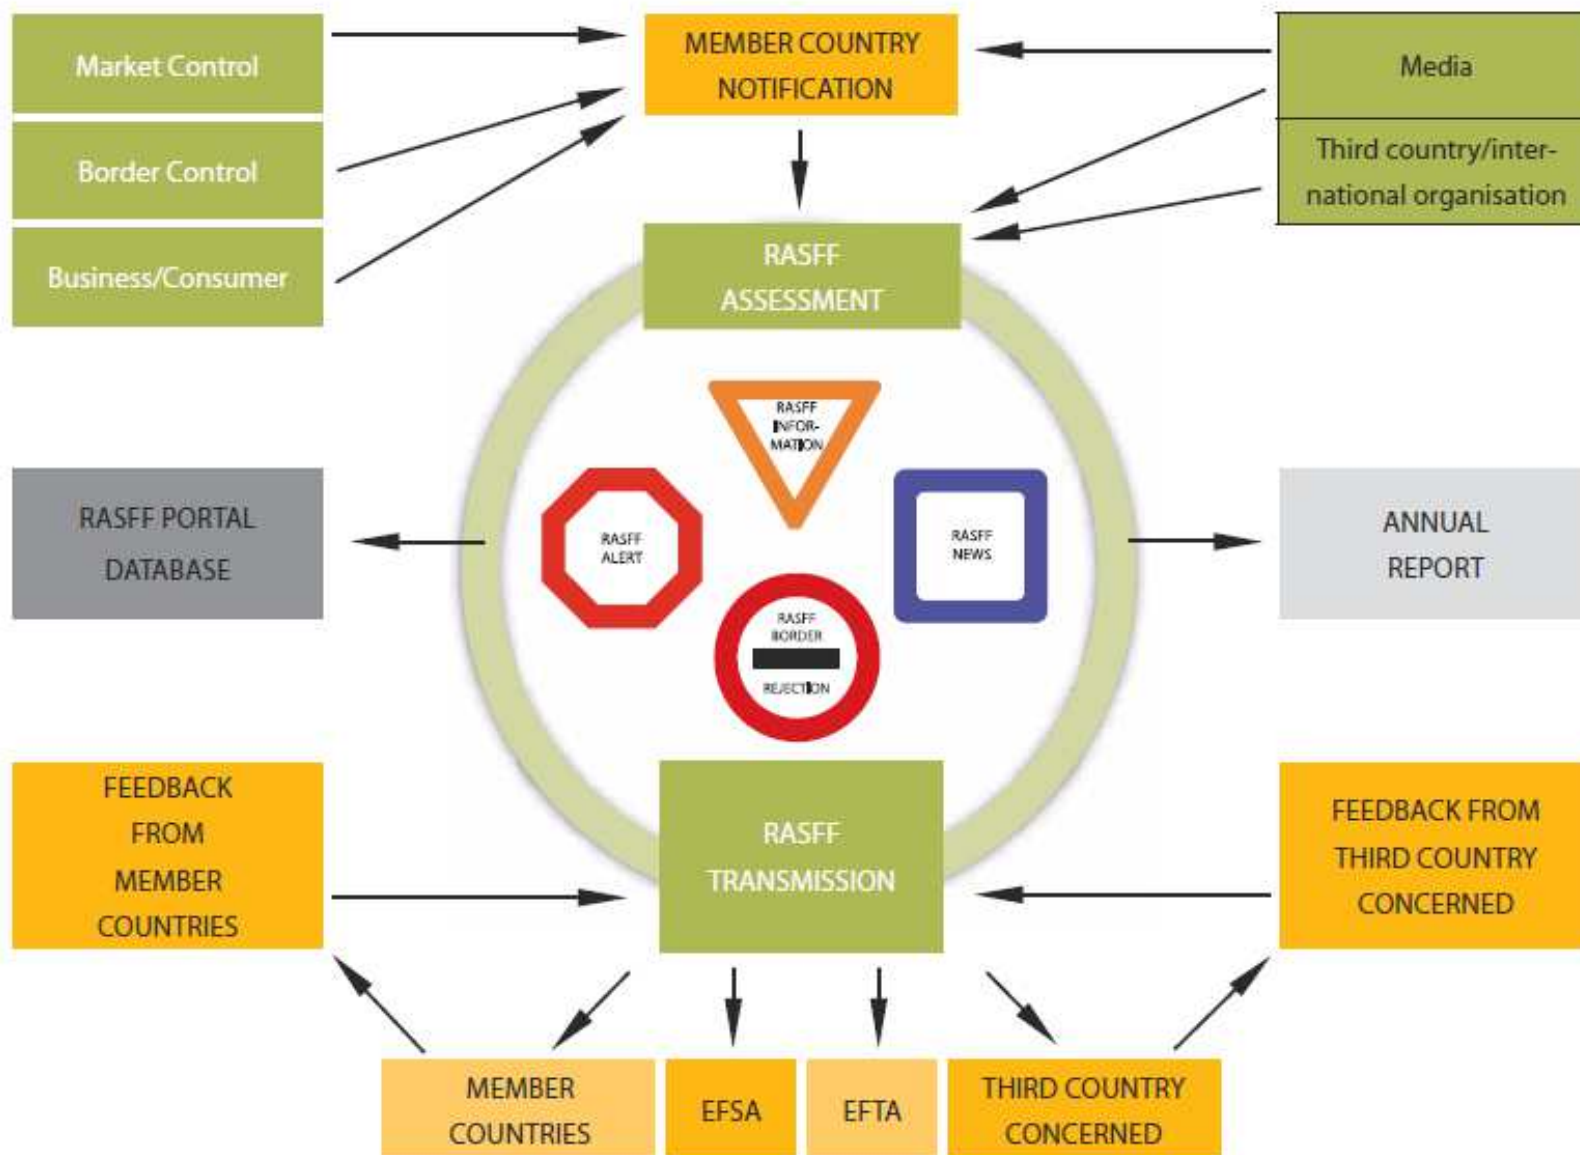 Market Control
Border Control
Business/Consumer
MEMBER COUNTRY
NOTIFICATION
Media
Third country/inter-
national organisation
RASFF
ASSESSMENT
RASFF
INFOR-
MATION
RASFF
ALERT
RASFF
NEWS
RASFF
BORDER
REJECTION
RASFF PORTAL
DATABASE
ANNUAL
REPORT
FEEDBACK
FROM
MEMBER
COUNTRIES
RASFF
TRANSMISSION
FEEDBACK FROM
THIRD COUNTRY
CONCERNED
MEMBER
COUNTRIES
EFSA
EFTA
THIRD COUNTRY
CONCERNED